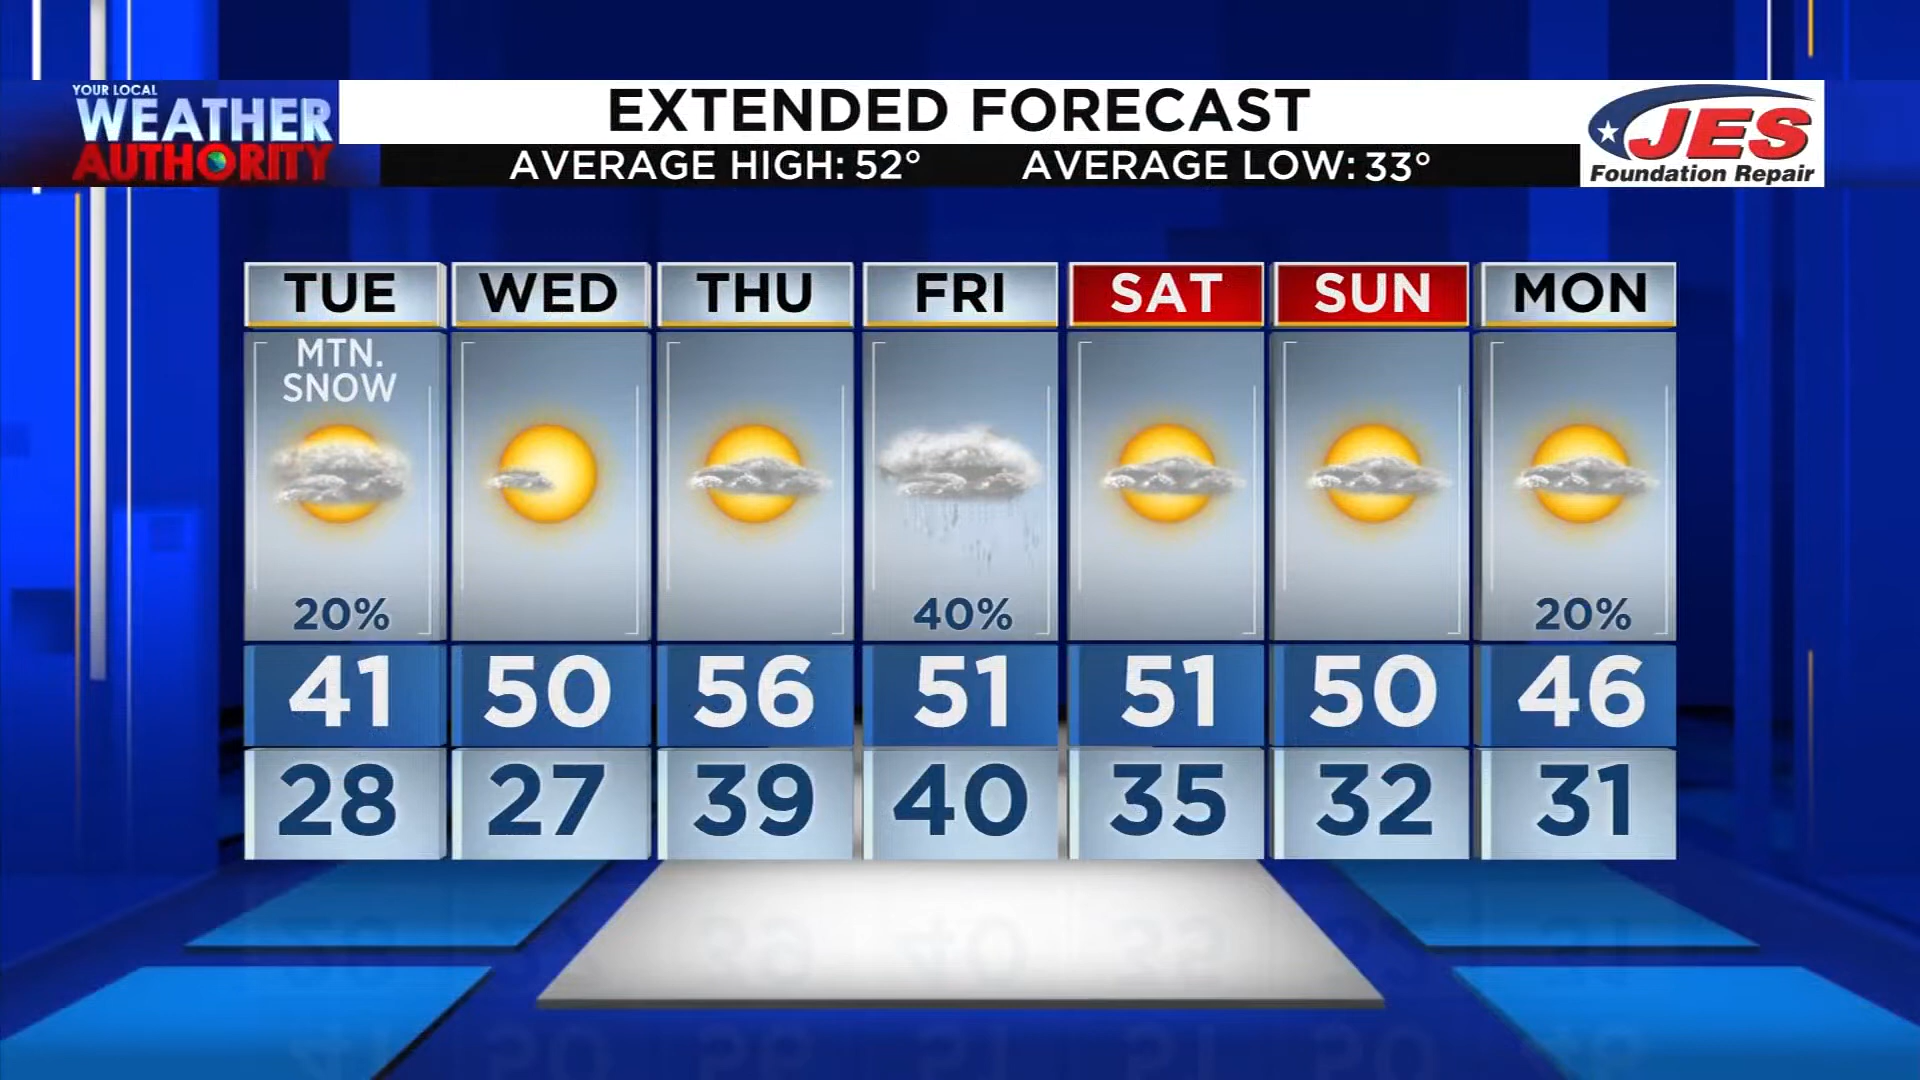 YOUR LOCAL
WEATHER
AUTHORITY
EXTENDED FORECAST
AVERAGE HIGH: 52° AVERAGE LOW: 33°
JES
Foundation Repair
TUE WED THU FRI SAT SUN MON
MTN.
SNOW
20% 40% 20%
41 50 56 51 51 50 46
28 27 39 40 35 32 31